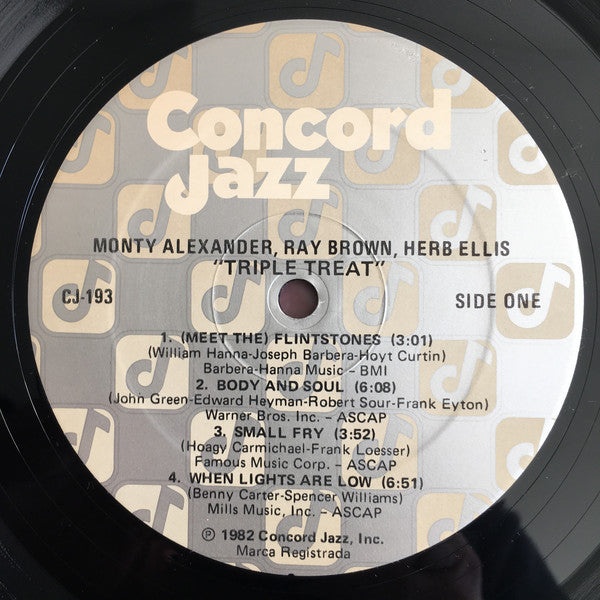 Concord
Jazz
MONTY ALEXANDER, RAY BROWN, HERB ELLIS
"TRIPLE TREAT"
CJ-193
SIDE ONE
1. (MEET THE) FLINTSTONES (3:01)
(William Hanna-Joseph Barbera-Hoyt Curtin)
Barbera-Hanna Music – BMI
2. BODY AND SOUL (6:08)
(John Green-Edward Heyman-Robert Sour-Frank Eyton)
Warner Bros. Inc. – ASCAP
3. SMALL FRY (3:52)
(Hoagy Carmichael-Frank Loesser)
Famous Music Corp. – ASCAP
4. WHEN LIGHTS ARE LOW (6:51)
(Benny Carter-Spencer Williams)
Mills Music, Inc. – ASCAP
℗ 1982 Concord Jazz, Inc.
Marca Registrada